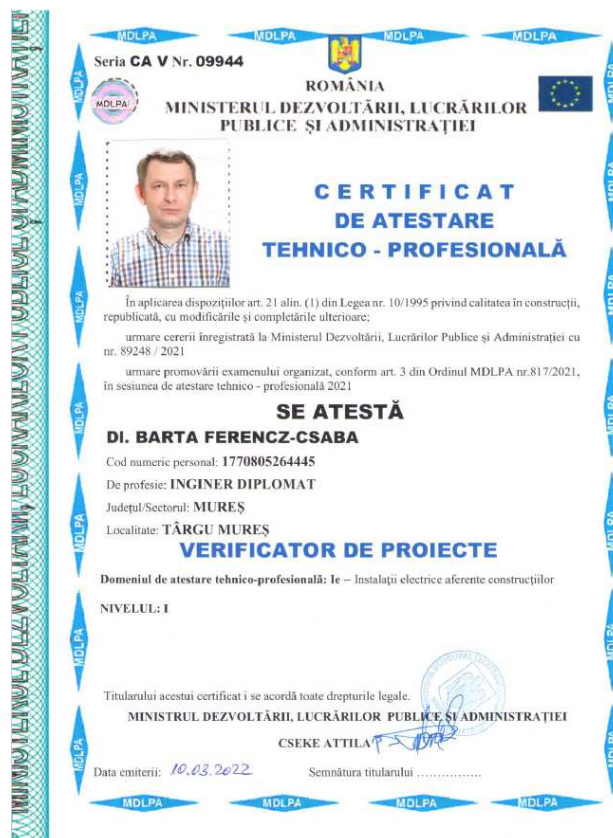 MDLPA MDLPA MDLPA MDLPA
Seria CA V Nr. 09944
MDLPA
ROMÂNIA
MINISTERUL DEZVOLTĂRII, LUCRĂRILOR
PUBLICE ȘI ADMINISTRAȚIEI
CERTIFICAT
DE ATESTARE
TEHNICO - PROFESIONALĂ
În aplicarea dispozițiilor art. 21 alin. (1) din Legea nr. 10/1995 privind calitatea în construcții,
republicată, cu modificările și completările ulterioare;
urmare cererii înregistrată la Ministerul Dezvoltării, Lucrărilor Publice și Administrației cu
nr. 89248 / 2021
urmare promovării examenului organizat, conform art. 3 din Ordinul MDLPA nr.817/2021,
în sesiunea de atestare tehnico - profesională 2021
SE ATESTĂ
Dl. BARTA FERENCZ-CSABA
Cod numeric personal: 1770805264445
De profesie: INGINER DIPLOMAT
Județul/Sectorul: MUREȘ
Localitate: TÂRGU MUREȘ
VERIFICATOR DE PROIECTE
Domeniul de atestare tehnico-profesională: Ie – Instalații electrice aferente construcțiilor
NIVELUL: I
Titularului acestui certificat i se acordă toate drepturile legale.
MINISTRUL DEZVOLTĂRII, LUCRĂRILOR PUBLICE ȘI ADMINISTRAȚIEI
CSEKE ATTILA
Data emiterii: 10.03.2022 Semnătura titularului ................
MDLPA MDLPA MDLPA MDLPA